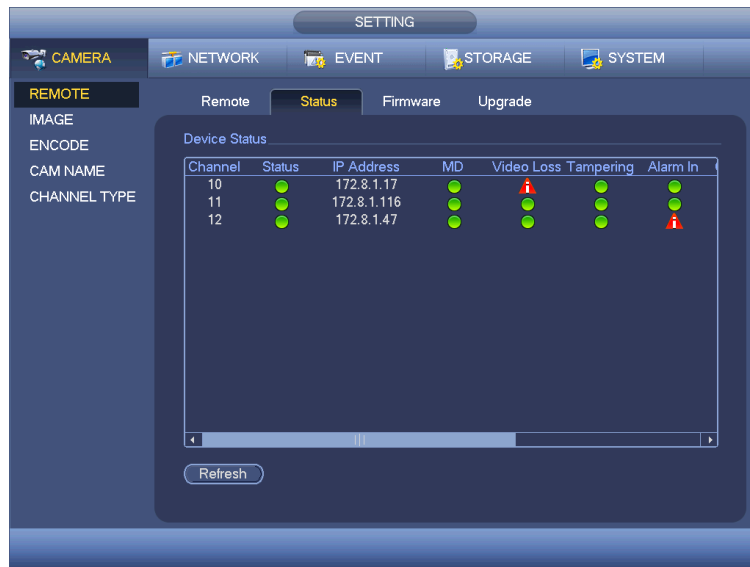 SETTING
CAMERA NETWORK EVENT STORAGE SYSTEM
REMOTE
IMAGE
ENCODE
CAM NAME
CHANNEL TYPE
Remote Status Firmware Upgrade
Device Status
Channel Status IP Address MD Video Loss Tampering Alarm In
10 172.8.1.17
11 172.8.1.116
12 172.8.1.47
Refresh